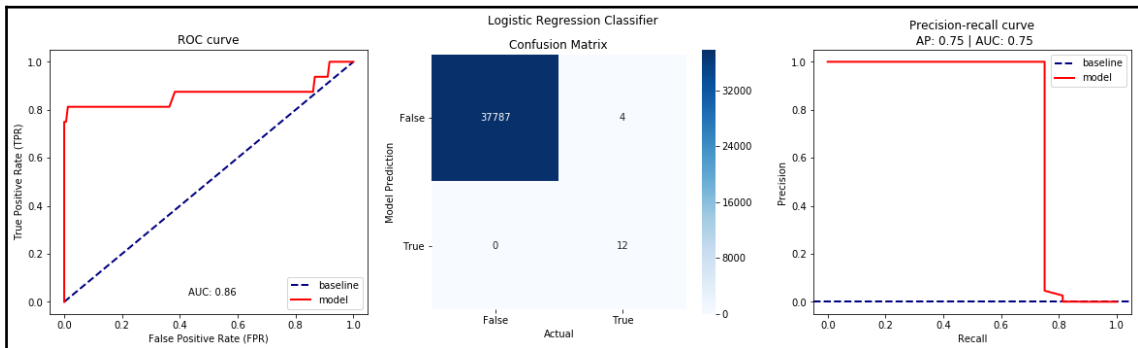 Logistic Regression Classifier
ROC curve
True Positive Rate (TPR)
1.0
0.8
0.6
0.4
0.2
0.0
AUC: 0.86
baseline
model
0.0 0.2 0.4 0.6 0.8 1.0
False Positive Rate (FPR)
Confusion Matrix
Model Prediction
False
37787 4
True
0 12
False True
Actual
32000
24000
16000
8000
0
Precision-recall curve
AP: 0.75 | AUC: 0.75
baseline
model
Precision
1.0
0.8
0.6
0.4
0.2
0.0
0.0 0.2 0.4 0.6 0.8 1.0
Recall